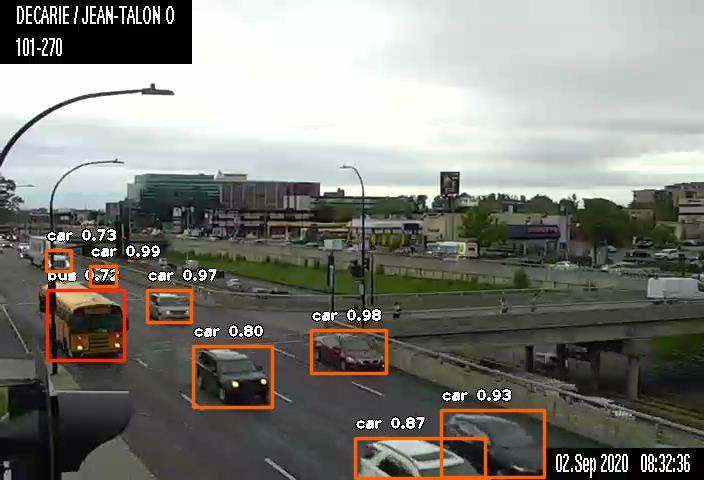 DECARIE / JEAN-TALON O
101-270
car 0.73
car 0.99
bus 0.72
car 0.97
car 0.80
car 0.98
car 0.93
car 0.87
02.Sep 2020 08:32:36